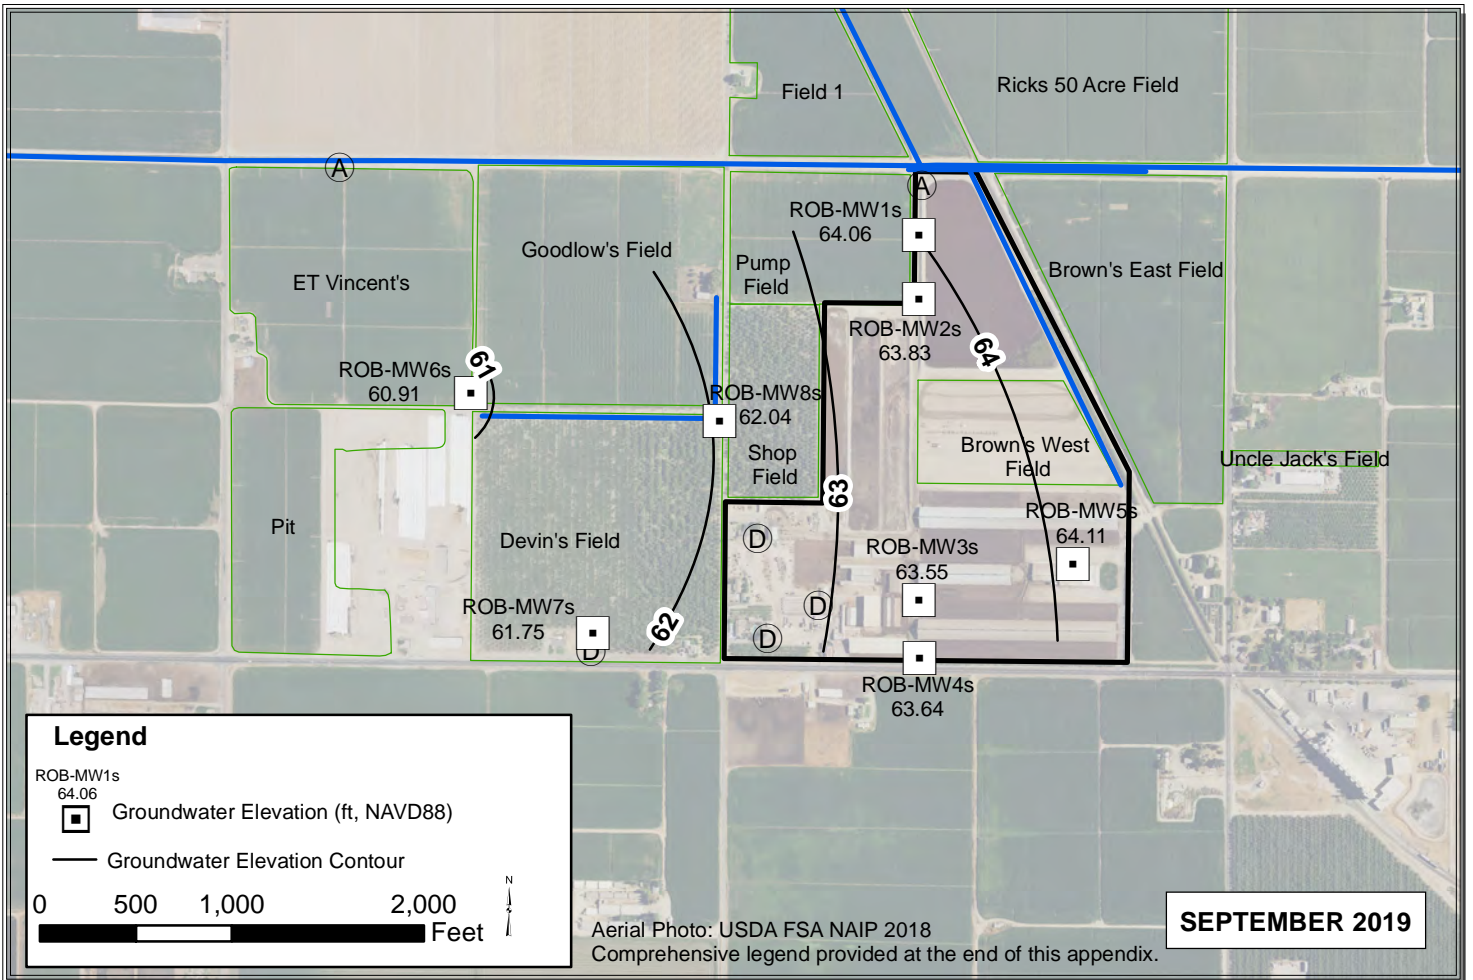 Field 1
Ricks 50 Acre Field
A
A
ROB-MW1s
64.06
Goodlow's Field
Pump
Field
Brown's East Field
ET Vincent's
ROB-MW2s
63.83
64
61
ROB-MW6s
60.91
ROB-MW8s
62.04
Shop
Field
Brown's West
Field
Uncle Jack's Field
63
ROB-MW5s
64.11
Pit
Devin's Field
D
ROB-MW3s
63.55
D
ROB-MW7s
61.75
62
D
D
ROB-MW4s
63.64
Legend
ROB-MW1s
64.06
Groundwater Elevation (ft, NAVD88)
Groundwater Elevation Contour
N
0 500 1,000 2,000
Feet
Aerial Photo: USDA FSA NAIP 2018
Comprehensive legend provided at the end of this appendix.
SEPTEMBER 2019